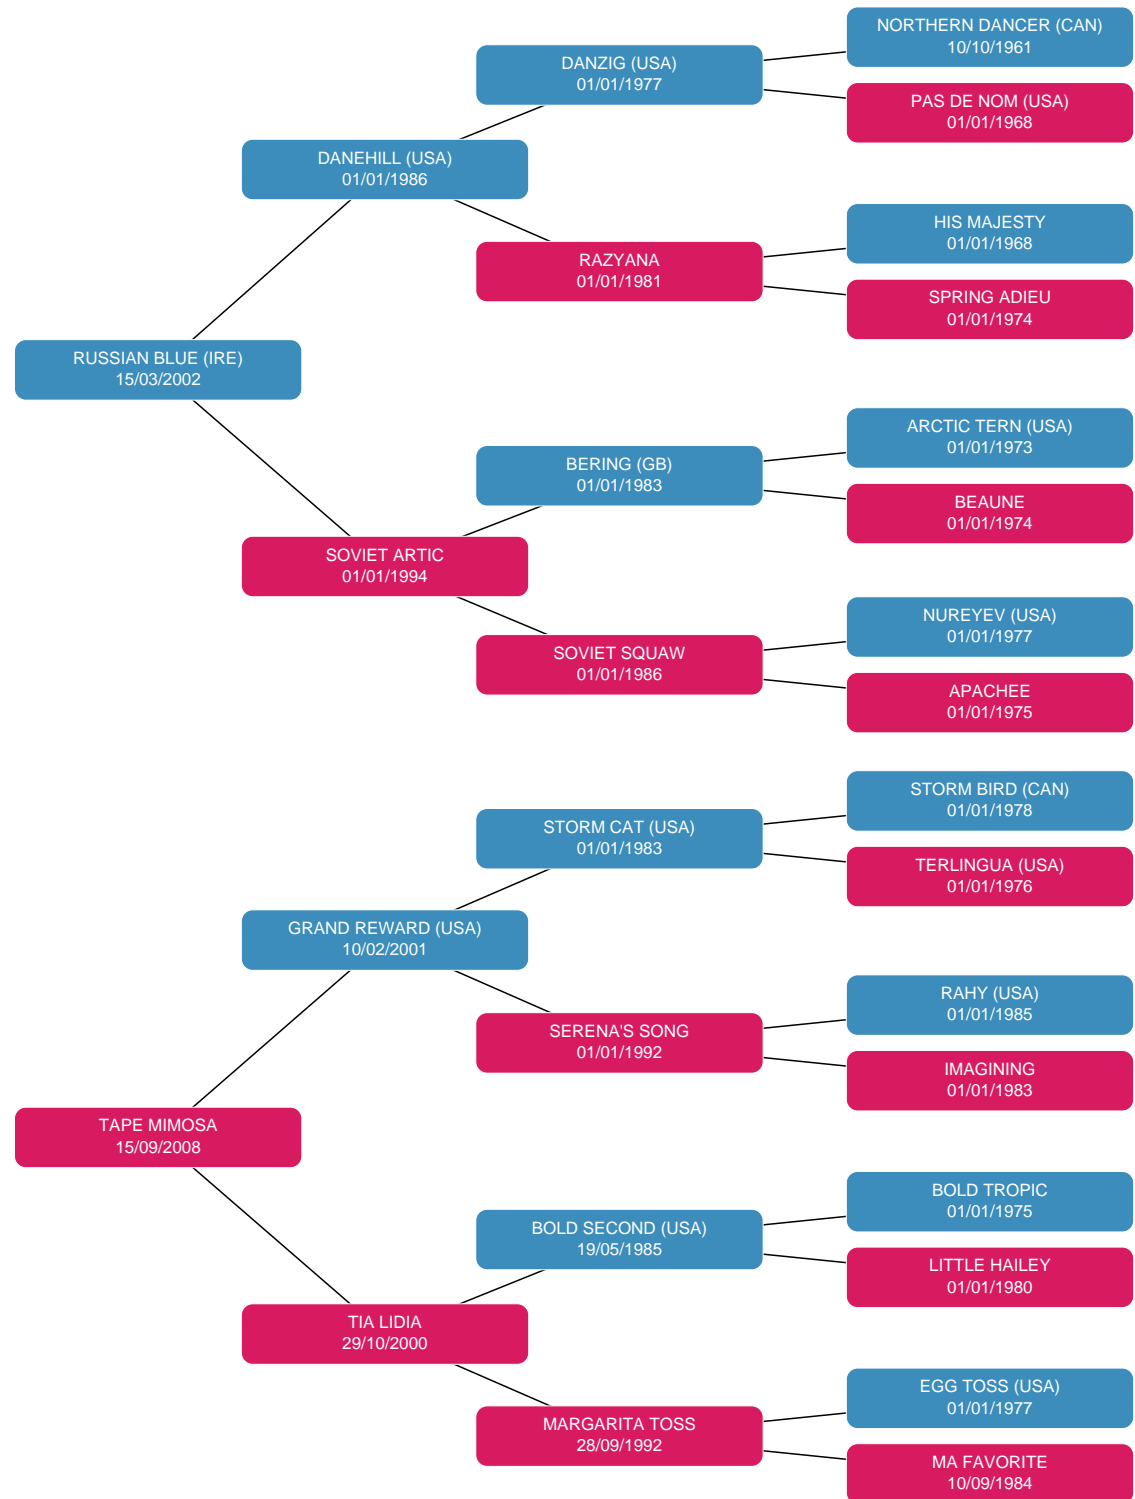 NORTHERN DANCER (CAN)
10/10/1961
DANZIG (USA)
01/01/1977
PAS DE NOM (USA)
01/01/1968
DANEHILL (USA)
01/01/1986
HIS MAJESTY
01/01/1968
RAZYANA
01/01/1981
SPRING ADIEU
01/01/1974
RUSSIAN BLUE (IRE)
15/03/2002
ARCTIC TERN (USA)
01/01/1973
BERING (GB)
01/01/1983
BEAUNE
01/01/1974
SOVIET ARTIC
01/01/1994
NUREYEV (USA)
01/01/1977
SOVIET SQUAW
01/01/1986
APACHEE
01/01/1975
STORM BIRD (CAN)
01/01/1978
STORM CAT (USA)
01/01/1983
TERLINGUA (USA)
01/01/1976
GRAND REWARD (USA)
10/02/2001
RAHY (USA)
01/01/1985
SERENA'S SONG
01/01/1992
IMAGINING
01/01/1983
TAPE MIMOSA
15/09/2008
BOLD TROPIC
01/01/1975
BOLD SECOND (USA)
19/05/1985
LITTLE HAILEY
01/01/1980
TIA LIDIA
29/10/2000
EGG TOSS (USA)
01/01/1977
MARGARITA TOSS
28/09/1992
MA FAVORITE
10/09/1984